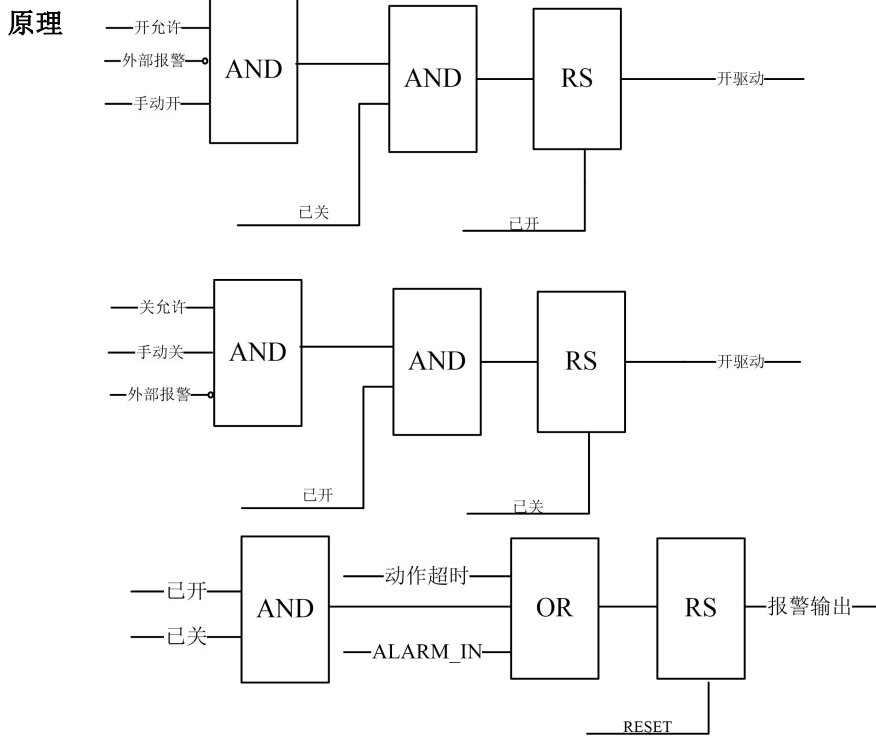 原理
开允许
外部报警
手动开
AND
AND
RS
开驱动
已关
已开
关允许
手动关
外部报警
AND
AND
RS
开驱动
已开
已关
已开
已关
AND
动作超时
ALARM_IN
OR
RS
报警输出
RESET